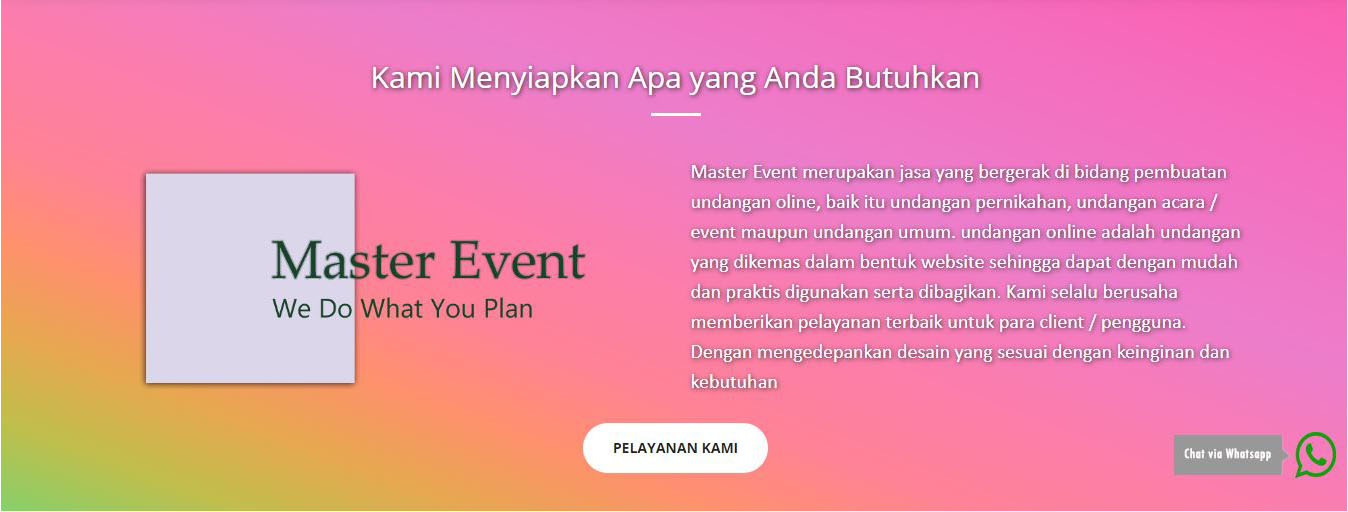 Kami Menyiapkan Apa yang Anda Butuhkan
Master Event
We Do What You Plan
Master Event merupakan jasa yang bergerak di bidang pembuatan
undangan oline, baik itu undangan pernikahan, undangan acara /
event maupun undangan umum. undangan online adalah undangan
yang dikemas dalam bentuk website sehingga dapat dengan mudah
dan praktis digunakan serta dibagikan. Kami selalu berusaha
memberikan pelayanan terbaik untuk para client / pengguna.
Dengan mengedepankan desain yang sesuai dengan keinginan dan
kebutuhan
PELAYANAN KAMI
Chat via Whatsapp